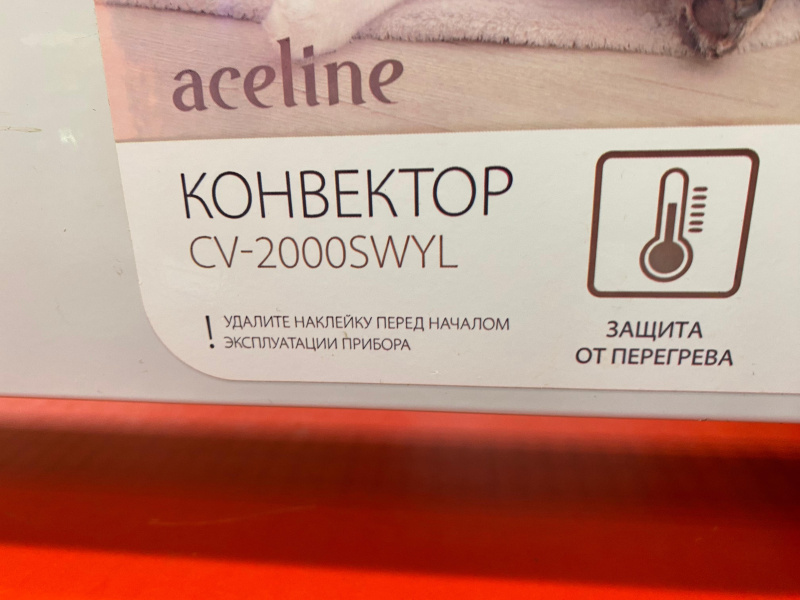 aceline
КОНВЕКТОР
CV-2000SWYL
! УДАЛИТЕ НАКЛЕЙКУ ПЕРЕД НАЧАЛОМ
ЭКСПЛУАТАЦИИ ПРИБОРА
ЗАЩИТА
ОТ ПЕРЕГРЕВА